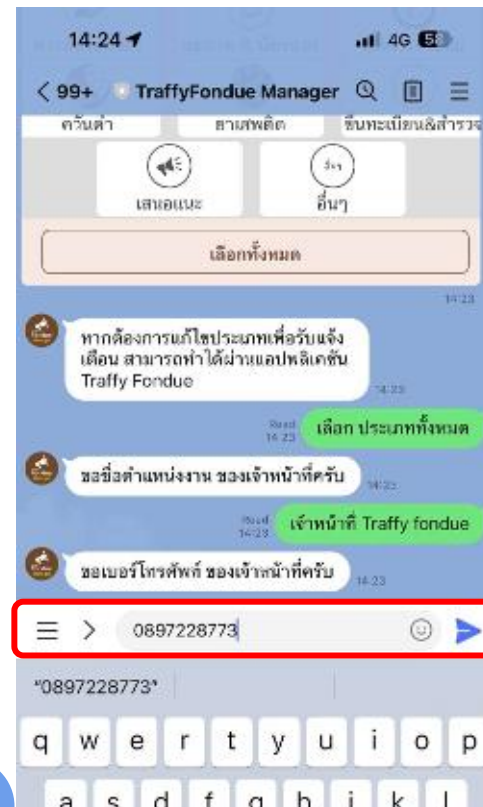 14:24
4G
99+
TraffyFondue Manager
ควันดำ
ยาเสพติด
ขึ้นทะเบียน&สำรวจ
เสนอแนะ
อื่นๆ
เลือกทั้งหมด
14:23
หากต้องการแก้ไขประเภทเพื่อรับแจ้ง
เตือน สามารถทำได้ผ่านแอปพลิเคชัน
Traffy Fondue
14:23
Read
14:23
เลือก ประเภททั้งหมด
ขอชื่อตำแหน่งงาน ของเจ้าหน้าที่ครับ
14:23
Read
14:23
เจ้าหน้าที่ Traffy fondue
ขอเบอร์โทรศัพท์ ของเจ้าหน้าที่ครับ
14:23
0897228773
"0897228773"
q w e r t y u i o p
a s d f g h j k l